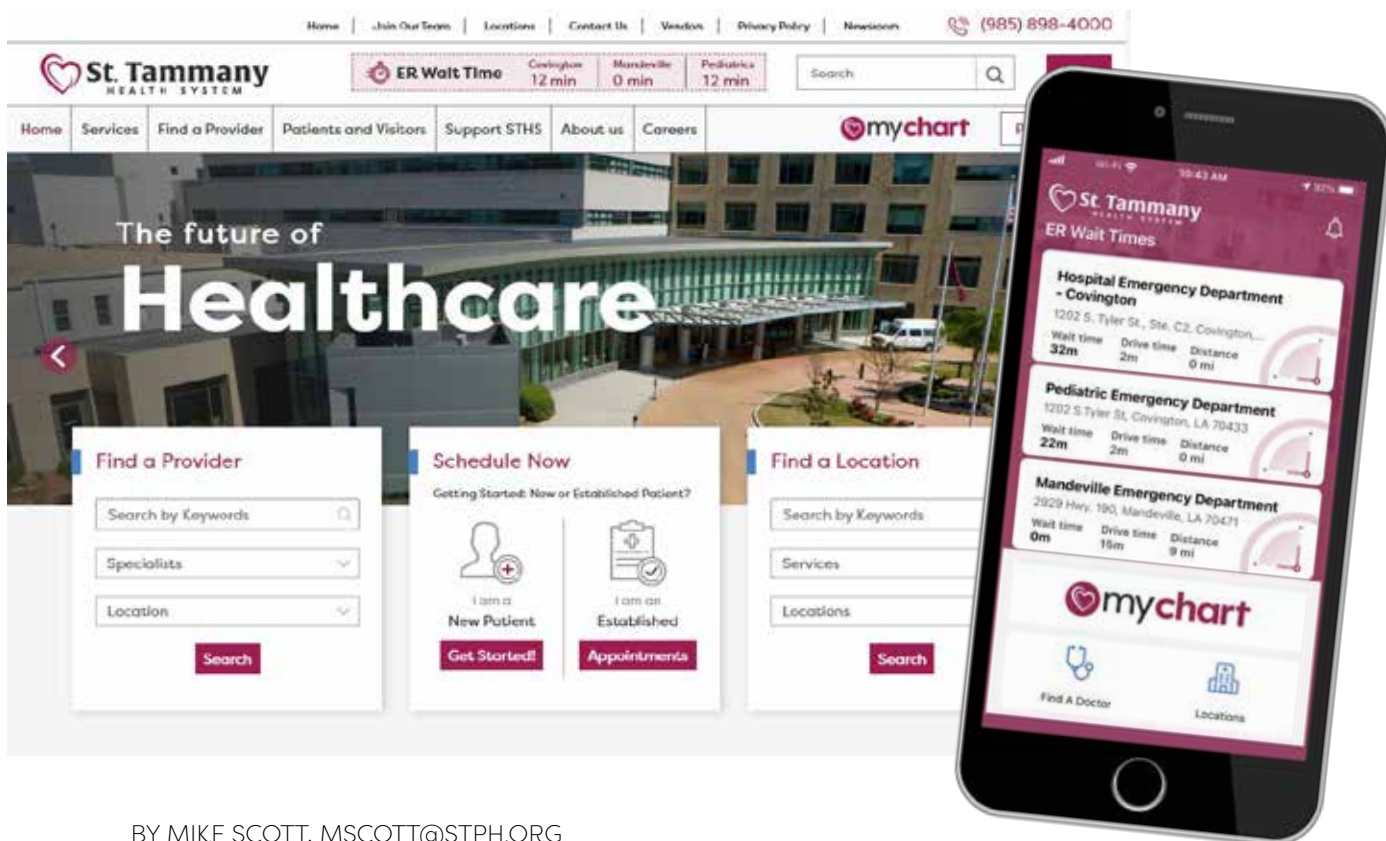 Home | Join Our Team | Locations | Contact Us | Vendors | Privacy Policy | Newsroom (985) 898-4000
St. Tammany
HEALTH SYSTEM
ER Wait Time
Covington
12 min
Mandeville
0 min
Pediatrics
12 min
Search
Home Services Find a Provider Patients and Visitors Support STHS About us Careers
mychart
The future of
Healthcare
Find a Provider
Search by Keywords
Specialists
Location
Search
Schedule Now
Getting Started: New or Established Patient?
I am a
New Patient
Get Started!
I am an
Established
Appointments
Find a Location
Search by Keywords
Services
Locations
Search
Wi-Fi 10:43 AM 92%
St. Tammany
HEALTH SYSTEM
ER Wait Times
Hospital Emergency Department
- Covington
1202 S. Tyler St., Ste. C2, Covington,...
Wait time Drive time Distance
32m 2m 0 mi
Pediatric Emergency Department
1202 S Tyler St, Covington, LA 70433
Wait time Drive time Distance
22m 2m 0 mi
Mandeville Emergency Department
2929 Hwy. 190, Mandeville, LA 70471
Wait time Drive time Distance
0m 15m 9 mi
mychart
Find A Doctor
Locations
BY MIKE SCOTT, MSCOTT@STPH.ORG